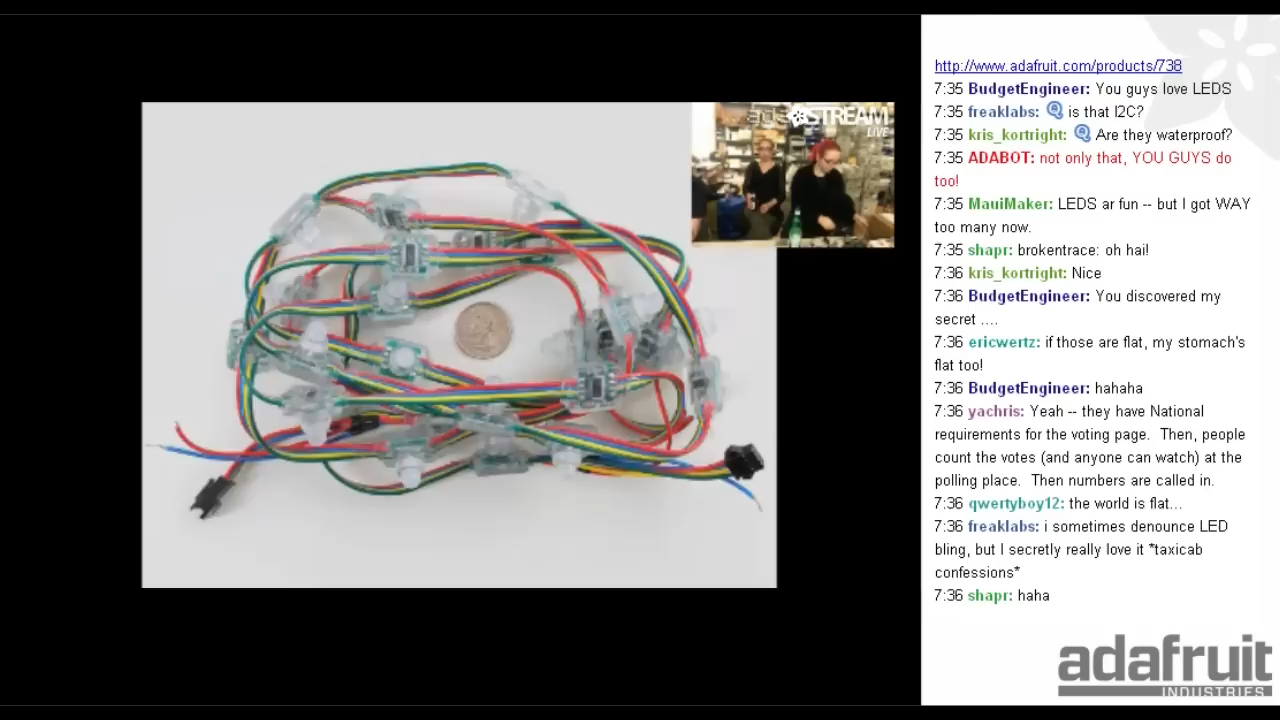 STREAM
LIVE
http://www.adafruit.com/products/738
7:35 BudgetEngineer: You guys love LEDS
7:35 freaklabs: is that I2C?
7:35 kris_kortright: Are they waterproof?
7:35 ADABOT: not only that, YOU GUYS do
too!
7:35 MauiMaker: LEDS ar fun -- but I got WAY
too many now.
7:35 shapr: brokentrace: oh hai!
7:36 kris_kortright: Nice
7:36 BudgetEngineer: You discovered my
secret ....
7:36 ericwertz: if those are flat, my stomach's
flat too!
7:36 BudgetEngineer: hahaha
7:36 yachris: Yeah -- they have National
requirements for the voting page. Then, people
count the votes (and anyone can watch) at the
polling place. Then numbers are called in.
7:36 qwertyboy12: the world is flat...
7:36 freaklabs: i sometimes denounce LED
bling, but I secretly really love it *taxicab
confessions*
7:36 shapr: haha
adafruit
INDUSTRIES